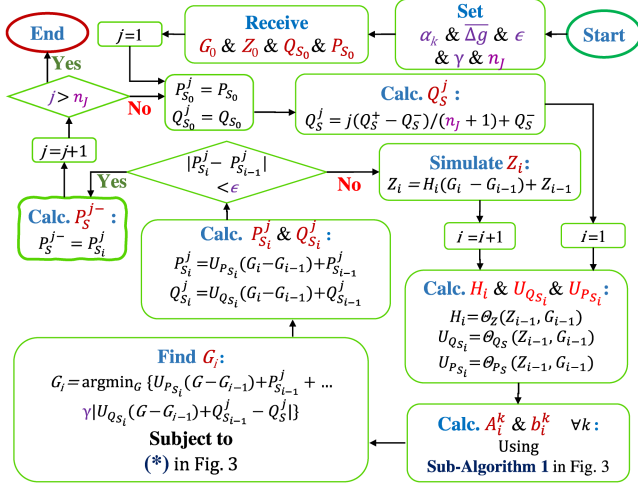 Start
Set
α_k & \overline{Δg} & ϵ
& γ & n_J
Receive
G_0 & Z_0 & Q_{S_0} & P_{S_0}
j=1
End
Yes
j > n_J
No
P_{S_0}^j = P_{S_0}
Q_{S_0}^j = Q_{S_0}
Calc. Q_S^j :
Q_S^j = j(Q_S^+ − Q_S^−)/(n_J + 1) + Q_S^−
j=j+1
Yes
|P_{S_i}^j − P_{S_{i−1}}^j|
<ϵ
No
Simulate Z_i:
Z_i = H_i(G_i − G_{i−1}) + Z_{i−1}
Calc. P_S^{j−} :
P_S^{j−} = P_{S_i}^j
i=i+1
i=1
Calc. P_{S_i}^j & Q_{S_i}^j :
P_{S_i}^j = U_{P_{S_i}}(G_i − G_{i−1}) + P_{S_{i−1}}^j
Q_{S_i}^j = U_{Q_{S_i}}(G_i − G_{i−1}) + Q_{S_{i−1}}^j
Calc. H_i & U_{Q_{S_i}} & U_{P_{S_i}} :
H_i = Θ_Z(Z_{i−1}, G_{i−1})
U_{Q_{S_i}} = Θ_{Q_S}(Z_{i−1}, G_{i−1})
U_{P_{S_i}} = Θ_{P_S}(Z_{i−1}, G_{i−1})
Find G_i:
G_i = argmin_G {U_{P_{S_i}}(G − G_{i−1}) + P_{S_{i−1}}^j + …
γ|U_{Q_{S_i}}(G − G_{i−1}) + Q_{S_{i−1}}^j − Q_S^j|}
Subject to
(*) in Fig. 3
Calc. A_i^k & b_i^k ∀k :
Using
Sub-Algorithm 1 in Fig. 3